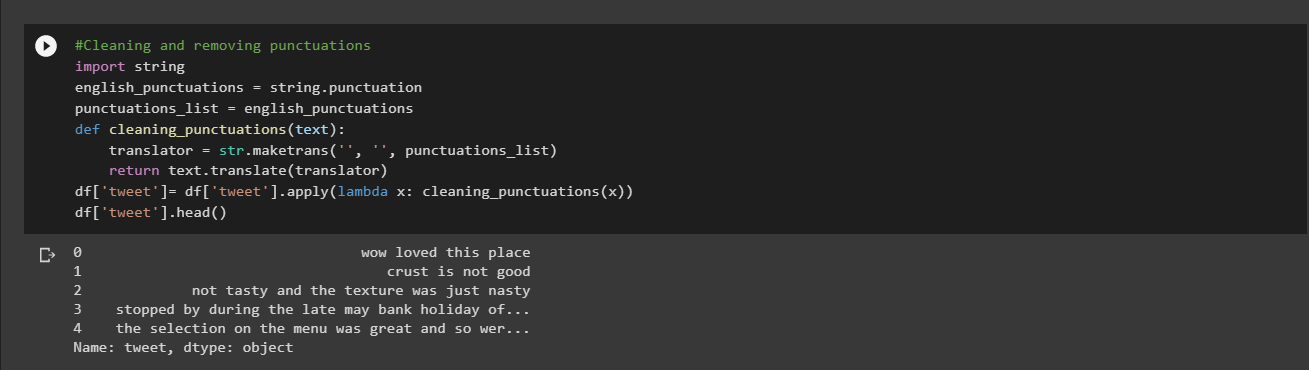 #Cleaning and removing punctuations
import string
english_punctuations = string.punctuation
punctuations_list = english_punctuations
def cleaning_punctuations(text):
    translator = str.maketrans('', '', punctuations_list)
    return text.translate(translator)
df['tweet']= df['tweet'].apply(lambda x: cleaning_punctuations(x))
df['tweet'].head()
0                                 wow loved this place
1                                    crust is not good
2             not tasty and the texture was just nasty
3    stopped by during the late may bank holiday of...
4    the selection on the menu was great and so wer...
Name: tweet, dtype: object